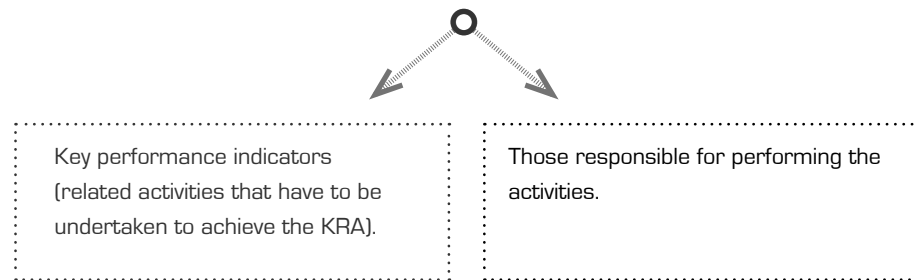 Key performance indicators
(related activities that have to be
undertaken to achieve the KRA).
Those responsible for performing the
activities.